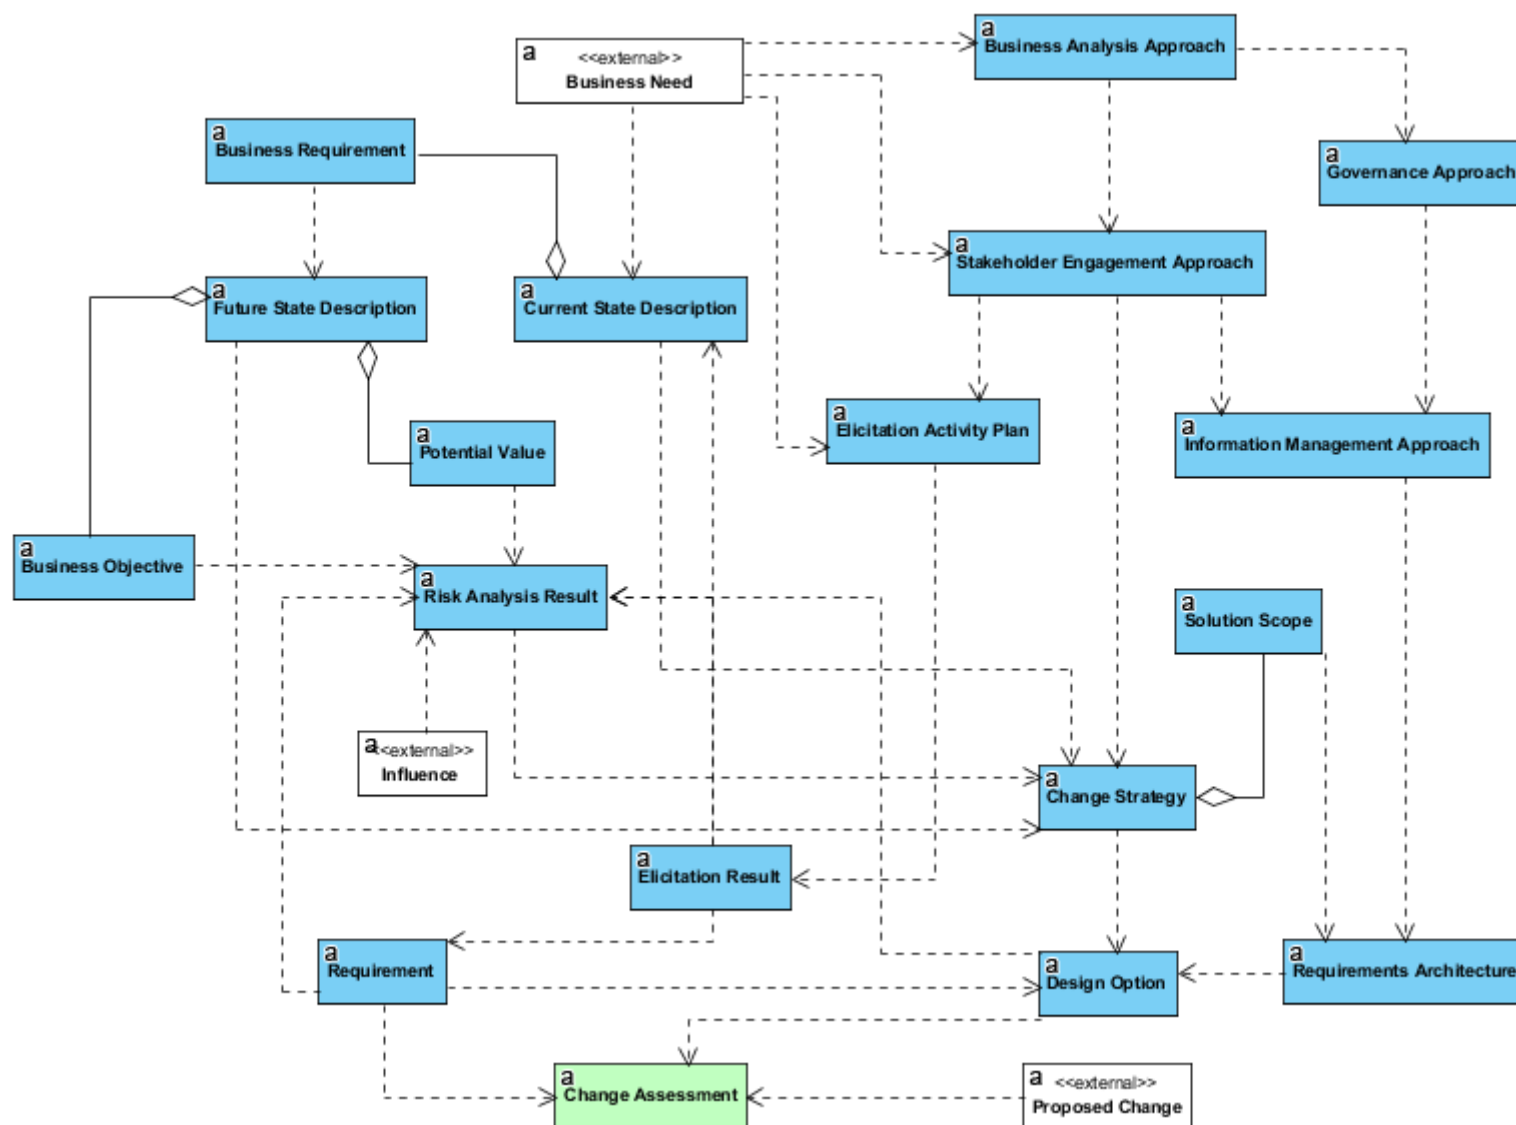 a
Business Analysis Approach
a
<<external>>
Business Need
a
Business Requirement
a
Governance Approach
a
Stakeholder Engagement Approach
a
Future State Description
a
Current State Description
a
Elicitation Activity Plan
a
Information Management Approach
a
Potential Value
a
Business Objective
a
Risk Analysis Result
a
Solution Scope
a
<<external>>
Influence
a
Change Strategy
a
Elicitation Result
a
Requirement
a
Design Option
a
Requirements Architecture
a
Change Assessment
a
<<external>>
Proposed Change